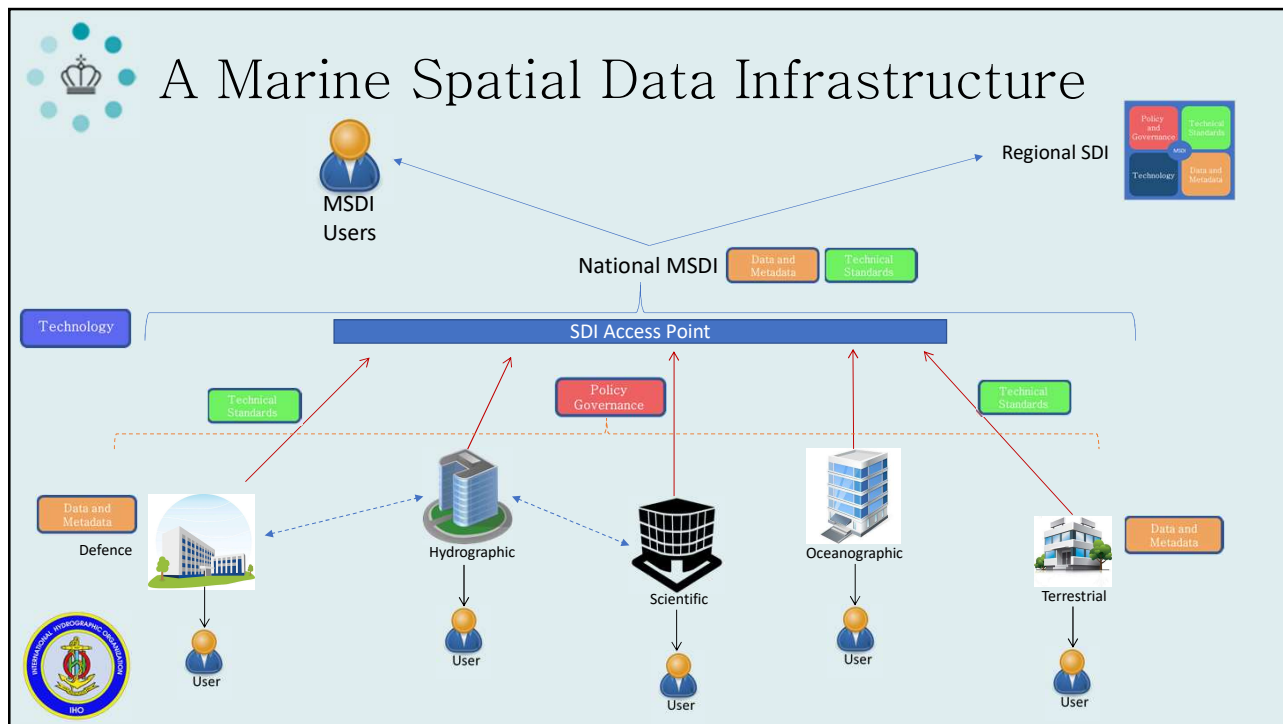 A Marine Spatial Data Infrastructure
Policy
and
Governance
Technical
Standards
MSDI
Technology
Data and
Metadata
Regional SDI
MSDI
Users
National MSDI
Data and
Metadata
Technical
Standards
Technology
SDI Access Point
Technical
Standards
Policy
Governance
Technical
Standards
Data and
Metadata
Defence
Hydrographic
Scientific
Oceanographic
Terrestrial
Data and
Metadata
User
User
User
User
User
INTERNATIONAL HYDROGRAPHIC ORGANIZATION
IHO